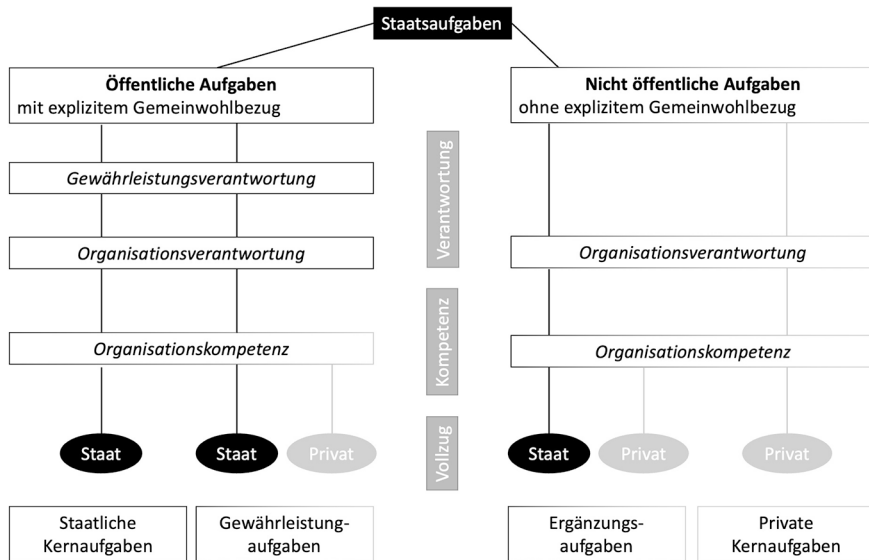 Staatsaufgaben
Öffentliche Aufgaben
mit explizitem Gemeinwohlbezug
Nicht öffentliche Aufgaben
ohne explizitem Gemeinwohlbezug
Gewährleistungsverantwortung
Organisationsverantwortung
Organisationskompetenz
Verantwortung
Kompetenz
Vollzug
Organisationsverantwortung
Organisationskompetenz
Staat
Staat
Privat
Staat
Privat
Privat
Staatliche
Kernaufgaben
Gewährleistung-
aufgaben
Ergänzungs-
aufgaben
Private
Kernaufgaben